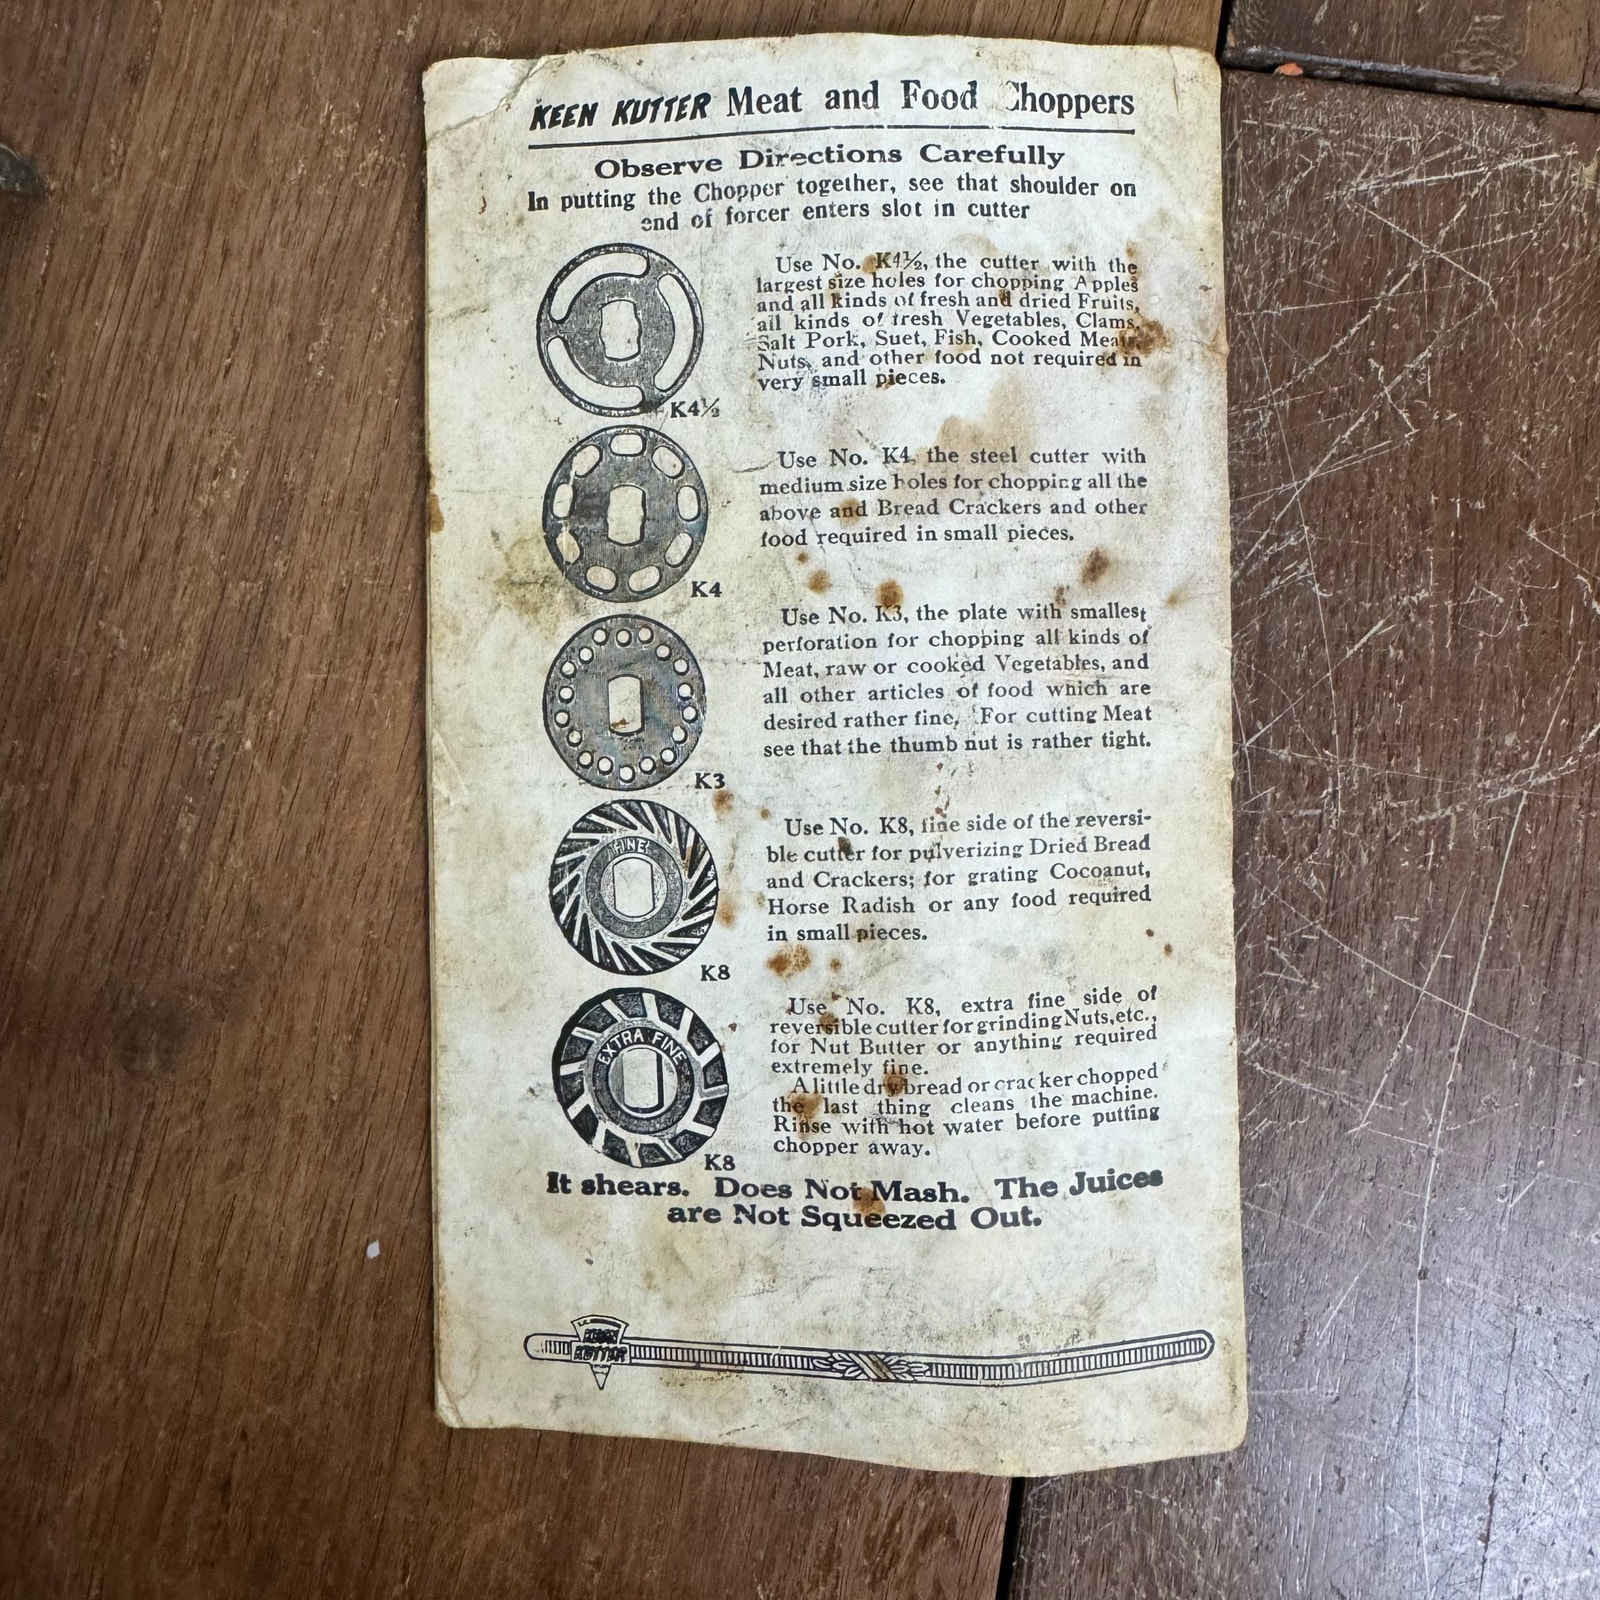 KEEN KUTTER Meat and Food Choppers
Observe Directions Carefully
In putting the Chopper together, see that shoulder on
end of forcer enters slot in cutter
Use No. K4½, the cutter with the
largest size holes for chopping Apples
and all kinds of fresh and dried Fruits,
all kinds of fresh Vegetables, Clams,
Salt Pork, Suet, Fish, Cooked Meats,
Nuts, and other food not required in
very small pieces.
K4½
Use No. K4, the steel cutter with
medium size holes for chopping all the
above and Bread Crackers and other
food required in small pieces.
K4
Use No. K3, the plate with smallest
perforation for chopping all kinds of
Meat, raw or cooked Vegetables, and
all other articles of food which are
desired rather fine. For cutting Meat
see that the thumb nut is rather tight.
K3
FINE
Use No. K8, fine side of the reversi-
ble cutter for pulverizing Dried Bread
and Crackers; for grating Cocoanut,
Horse Radish or any food required
in small pieces.
K8
EXTRA FINE
Use No. K8, extra fine side of
reversible cutter for grinding Nuts, etc.,
for Nut Butter or anything required
extremely fine.
A little dry bread or cracker chopped
the last thing cleans the machine.
Rinse with hot water before putting
chopper away.
K8
It shears. Does Not Mash. The Juices
are Not Squeezed Out.
KEEN
KUTTER